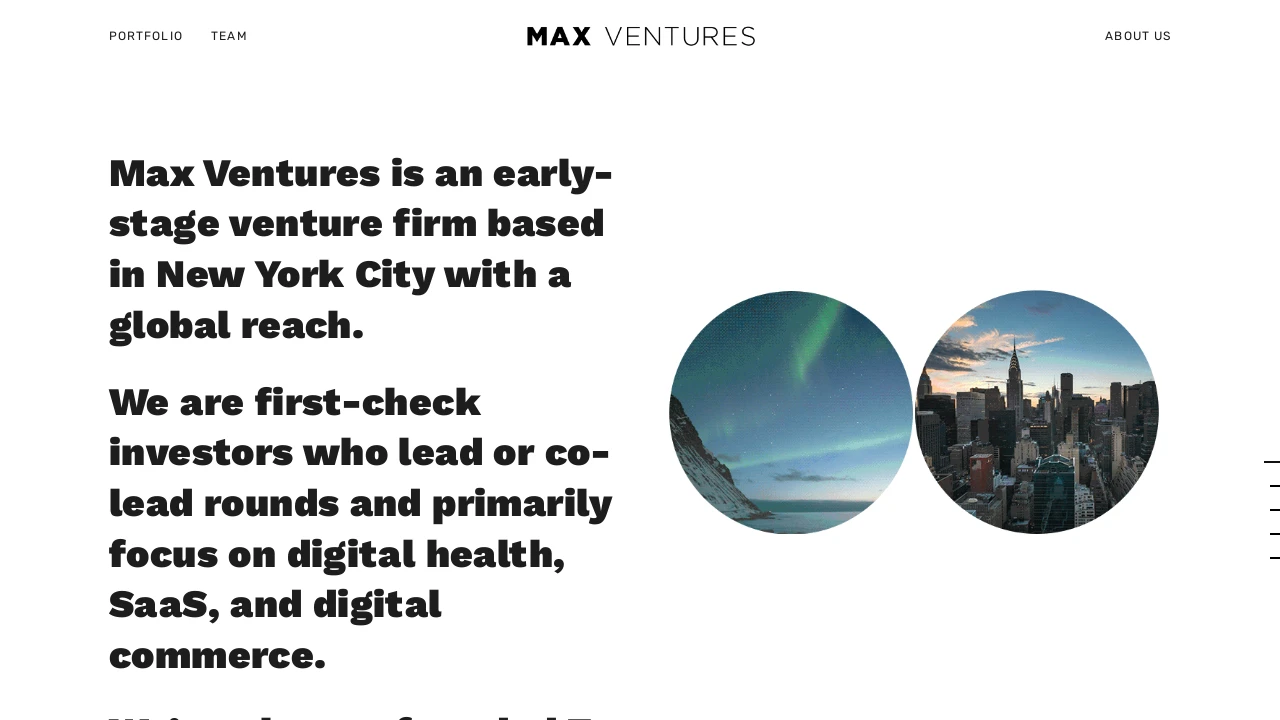 PORTFOLIO TEAM MAX VENTURES ABOUT US
Max Ventures is an early-
stage venture firm based
in New York City with a
global reach.
We are first-check
investors who lead or co-
lead rounds and primarily
focus on digital health,
SaaS, and digital
commerce.